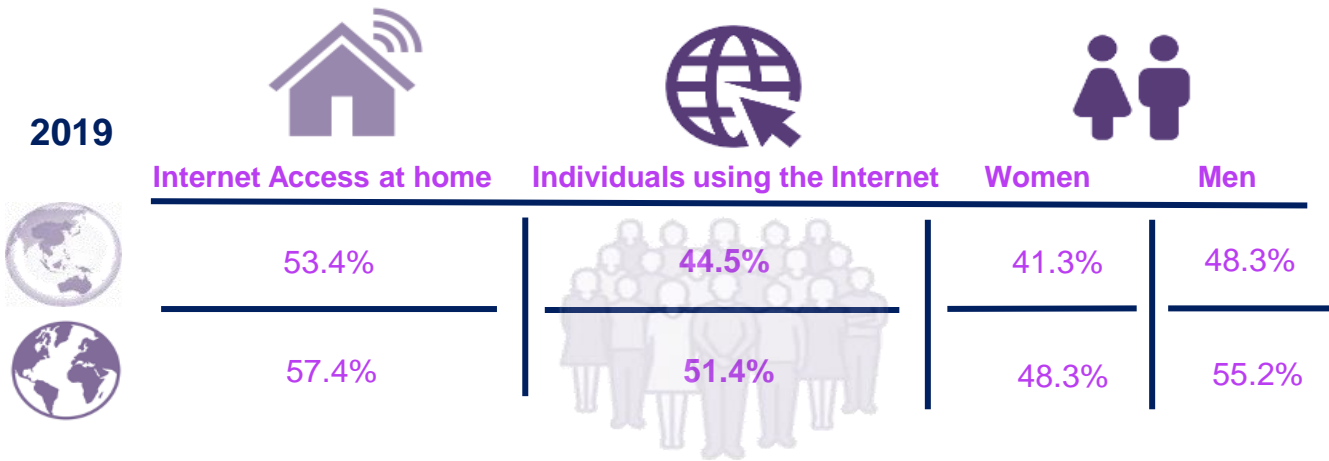 2019
Internet Access at home Individuals using the Internet Women Men
53.4% 44.5% 41.3% 48.3%
57.4% 51.4% 48.3% 55.2%